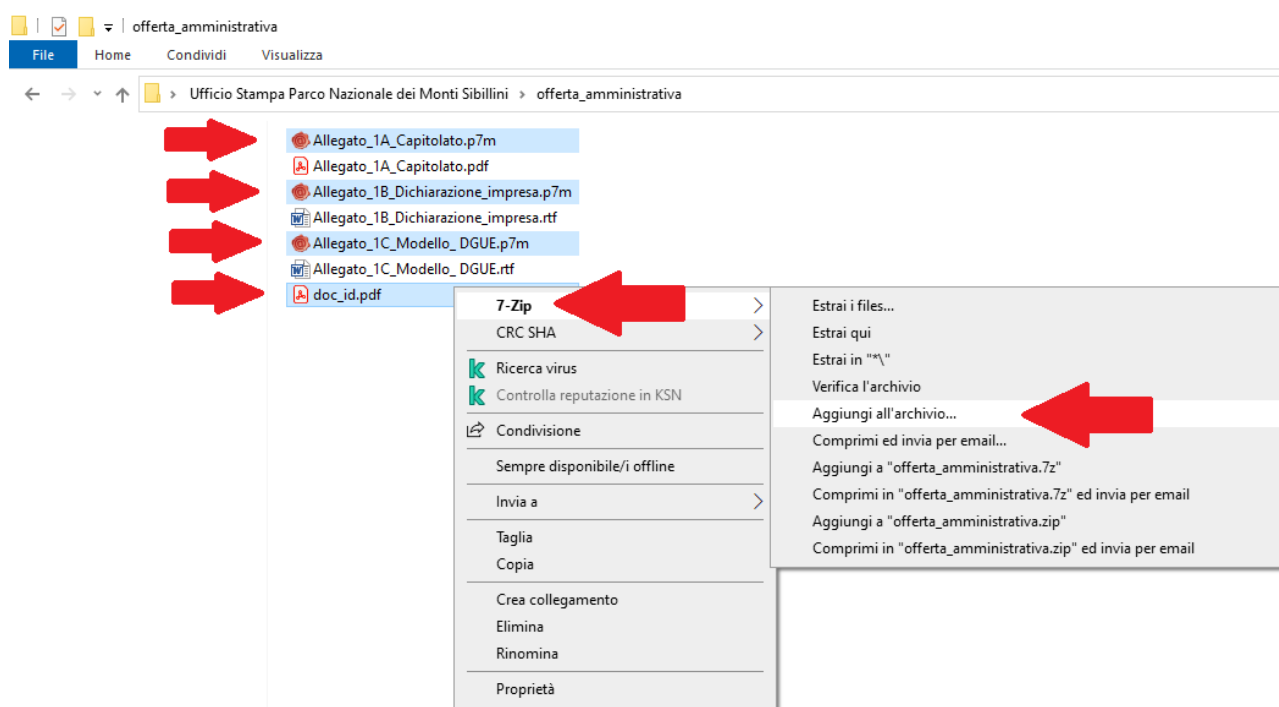 offerta_amministrativa
File Home Condividi Visualizza
Ufficio Stampa Parco Nazionale dei Monti Sibillini > offerta_amministrativa
Allegato_1A_Capitolato.p7m
Allegato_1A_Capitolato.pdf
Allegato_1B_Dichiarazione_impresa.p7m
Allegato_1B_Dichiarazione_impresa.rtf
Allegato_1C_Modello_ DGUE.p7m
Allegato_1C_Modello_ DGUE.rtf
doc_id.pdf
7-Zip
CRC SHA
Ricerca virus
Controlla reputazione in KSN
Condivisione
Sempre disponibile/i offline
Invia a
Taglia
Copia
Crea collegamento
Elimina
Rinomina
Proprietà
Estrai i files...
Estrai qui
Estrai in "*\"
Verifica l'archivio
Aggiungi all'archivio...
Comprimi ed invia per email...
Aggiungi a "offerta_amministrativa.7z"
Comprimi in "offerta_amministrativa.7z" ed invia per email
Aggiungi a "offerta_amministrativa.zip"
Comprimi in "offerta_amministrativa.zip" ed invia per email